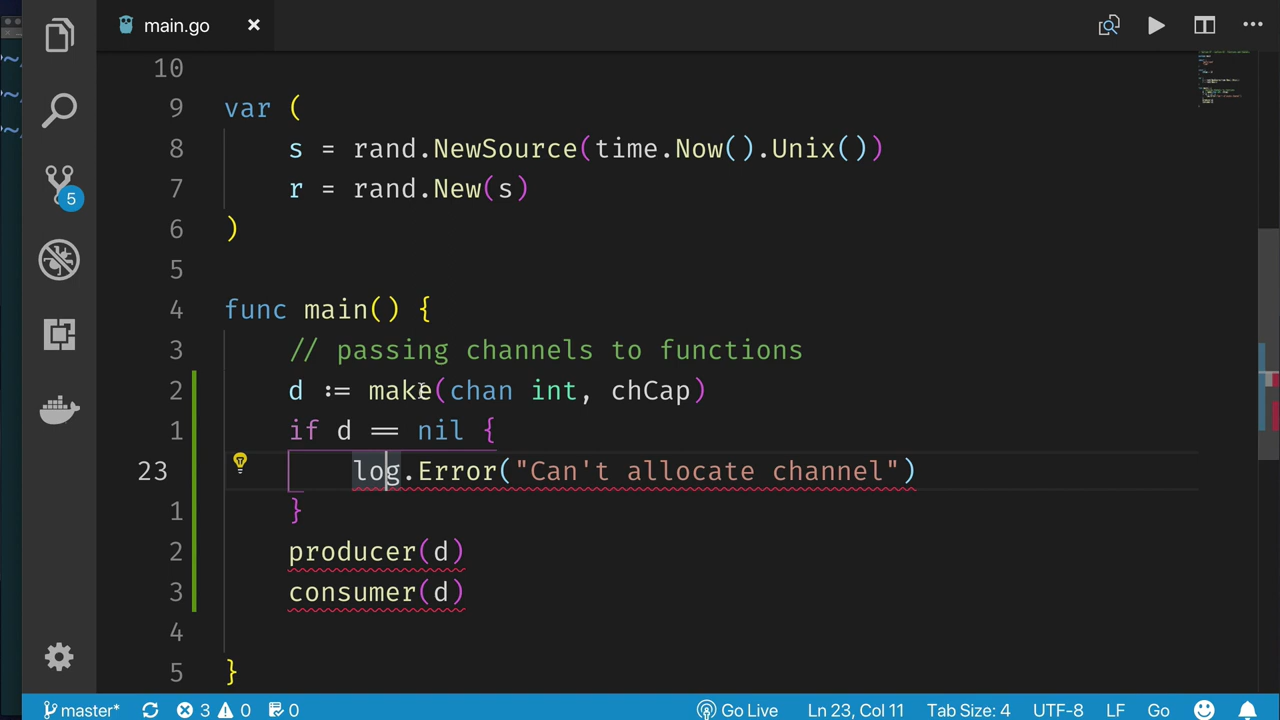 main.go
10
9 var (
8 s = rand.NewSource(time.Now().Unix())
7 r = rand.New(s)
6 )
5
4 func main() {
3 // passing channels to functions
2 d := make(chan int, chCap)
1 if d == nil {
23 log.Error("Can't allocate channel")
1 }
2 producer(d)
3 consumer(d)
4
5 }
5
master* 3 0 0 Go Live Ln 23, Col 11 Tab Size: 4 UTF-8 LF Go